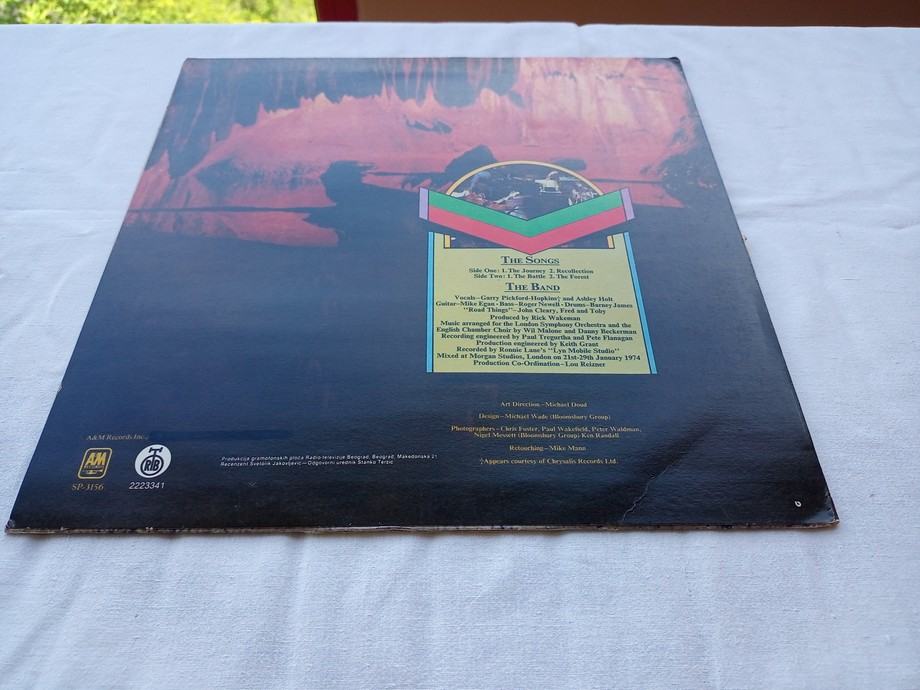 The Songs
Side One: 1. The Journey 2. Recollection
Side Two: 1. The Battle 2. The Forest
The Band
Vocals—Garry Pickford-Hopkins† and Ashley Holt
Guitar—Mike Egan · Bass—Roger Newell · Drums—Barney James
"Road Things"—John Cleary, Fred and Toby
Produced by Rick Wakeman
Music arranged for the London Symphony Orchestra and the
English Chamber Choir by Wil Malone and Danny Beckerman
Recording engineered by Paul Tregurtha and Pete Flanagan
Production engineered by Keith Grant
Recorded by Ronnie Lane's "Lyn Mobile Studio"
Mixed at Morgan Studios, London on 21st-29th January 1974
Production Co-Ordination—Lou Reizner
Art Direction—Michael Doud
Design—Michael Wade (Bloomsbury Group)
Photographers—Chris Foster, Paul Wakefield, Peter Waldman,
Nigel Messett (Bloomsbury Group) Ken Randall
Retouching—Mike Mann
†Appears courtesy of Chrysalis Records Ltd.
A&M Records Inc.
AM
RECORDS
SP-3156
RTB
2223341
Produkcija gramofonskih ploča Radio-televizije Beograd, Beograd, Makedonska 21
Recenzent Svetolik Jakovljević — Odgovorni urednik Stanko Terzić